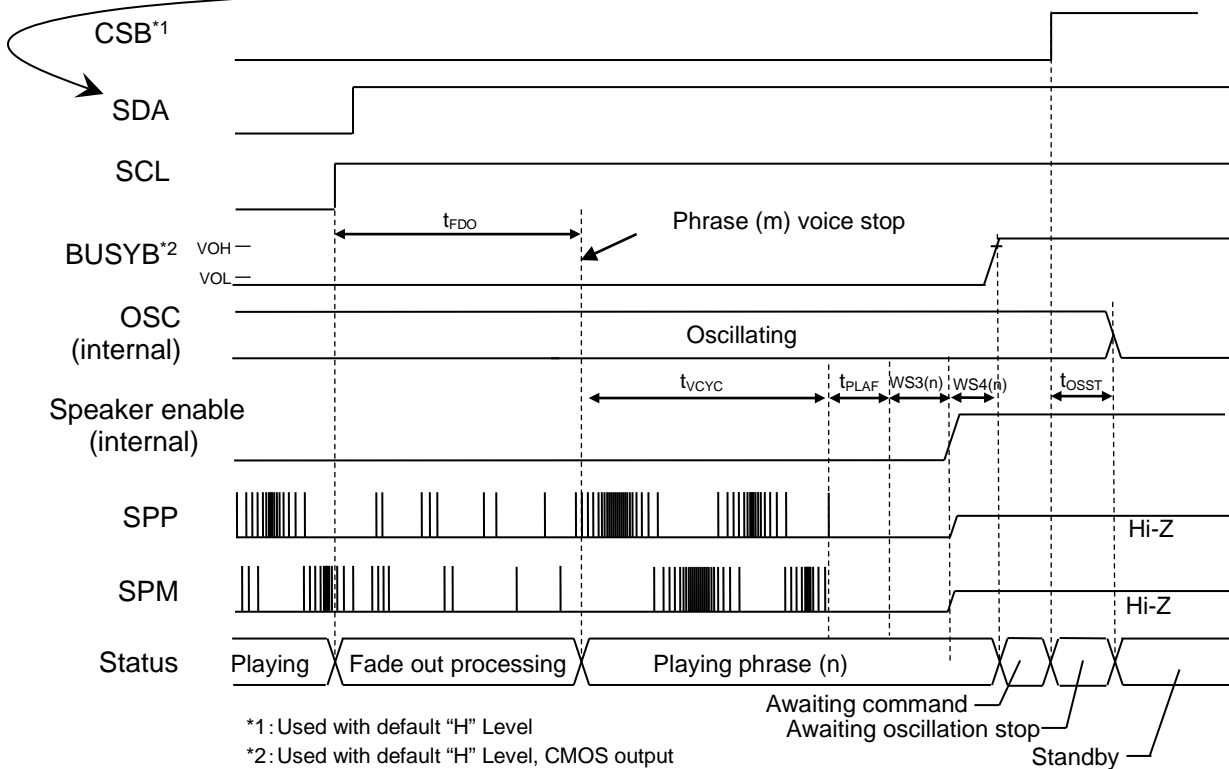 CSB*1
SDA
SCL
tFDO
Phrase (m) voice stop
BUSYB*2
VOH
VOL
OSC
(internal)
Oscillating
tVCYC
tPLAF
WS3(n)
WS4(n)
tOSST
Speaker enable
(internal)
SPP
Hi-Z
SPM
Hi-Z
Status
Playing
Fade out processing
Playing phrase (n)
Awaiting command
Awaiting oscillation stop
Standby
*1:Used with default “H” Level
*2:Used with default “H” Level, CMOS output